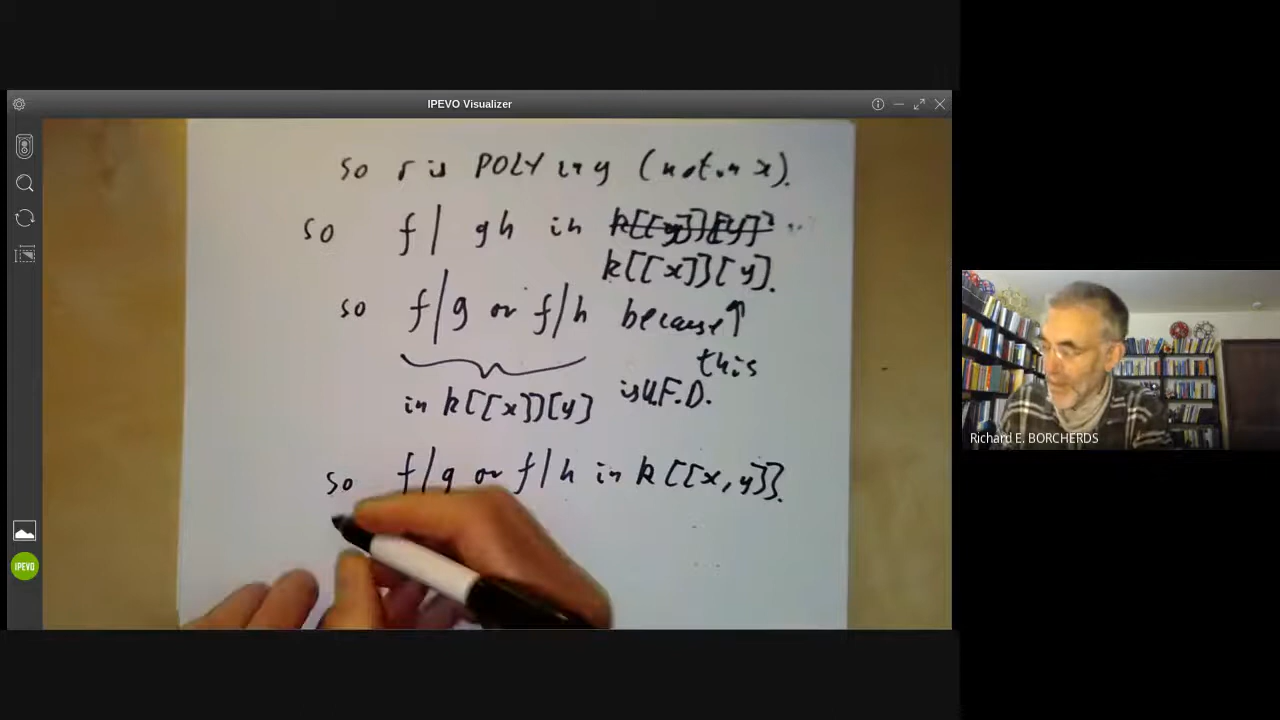 IPEVO Visualizer
so r is POLY in y (not in x).
so f | gh in k[[y]][y]
k[[x]][y].
so f|g or f|h because ↑
this
in k[[x]][y] is U.F.D.
so f|g or f|h in k[[x,y]].
Richard E. BORCHERDS
IPEVO